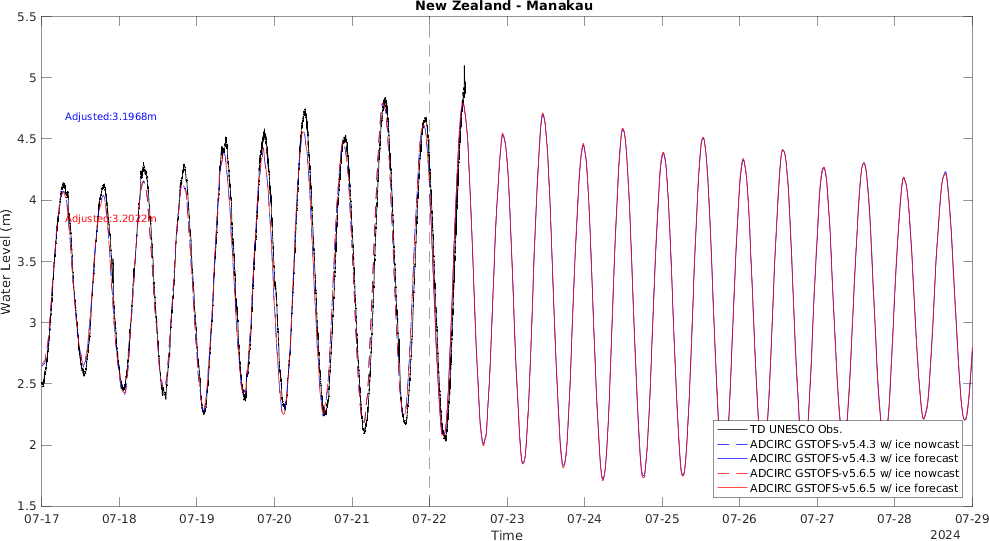 New Zealand - Manakau
5.5
5
4.5
4
3.5
3
2.5
2
1.5
Water Level (m)
Adjusted:3.1968m
Adjusted:3.2022m
TD UNESCO Obs.
ADCIRC GSTOFS-v5.4.3 w/ ice nowcast
ADCIRC GSTOFS-v5.4.3 w/ ice forecast
ADCIRC GSTOFS-v5.6.5 w/ ice nowcast
ADCIRC GSTOFS-v5.6.5 w/ ice forecast
07-17 07-18 07-19 07-20 07-21 07-22 07-23 07-24 07-25 07-26 07-27 07-28 07-29
Time
2024